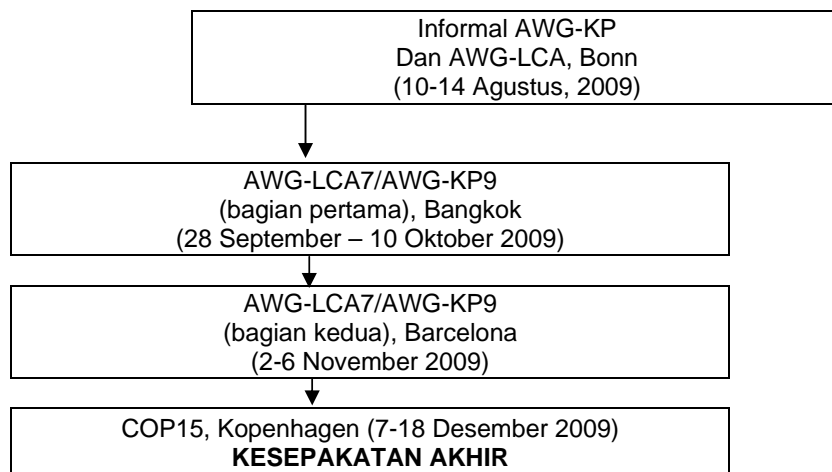 Informal AWG-KP
Dan AWG-LCA, Bonn
(10-14 Agustus, 2009)
AWG-LCA7/AWG-KP9
(bagian pertama), Bangkok
(28 September – 10 Oktober 2009)
AWG-LCA7/AWG-KP9
(bagian kedua), Barcelona
(2-6 November 2009)
COP15, Kopenhagen (7-18 Desember 2009)
KESEPAKATAN AKHIR